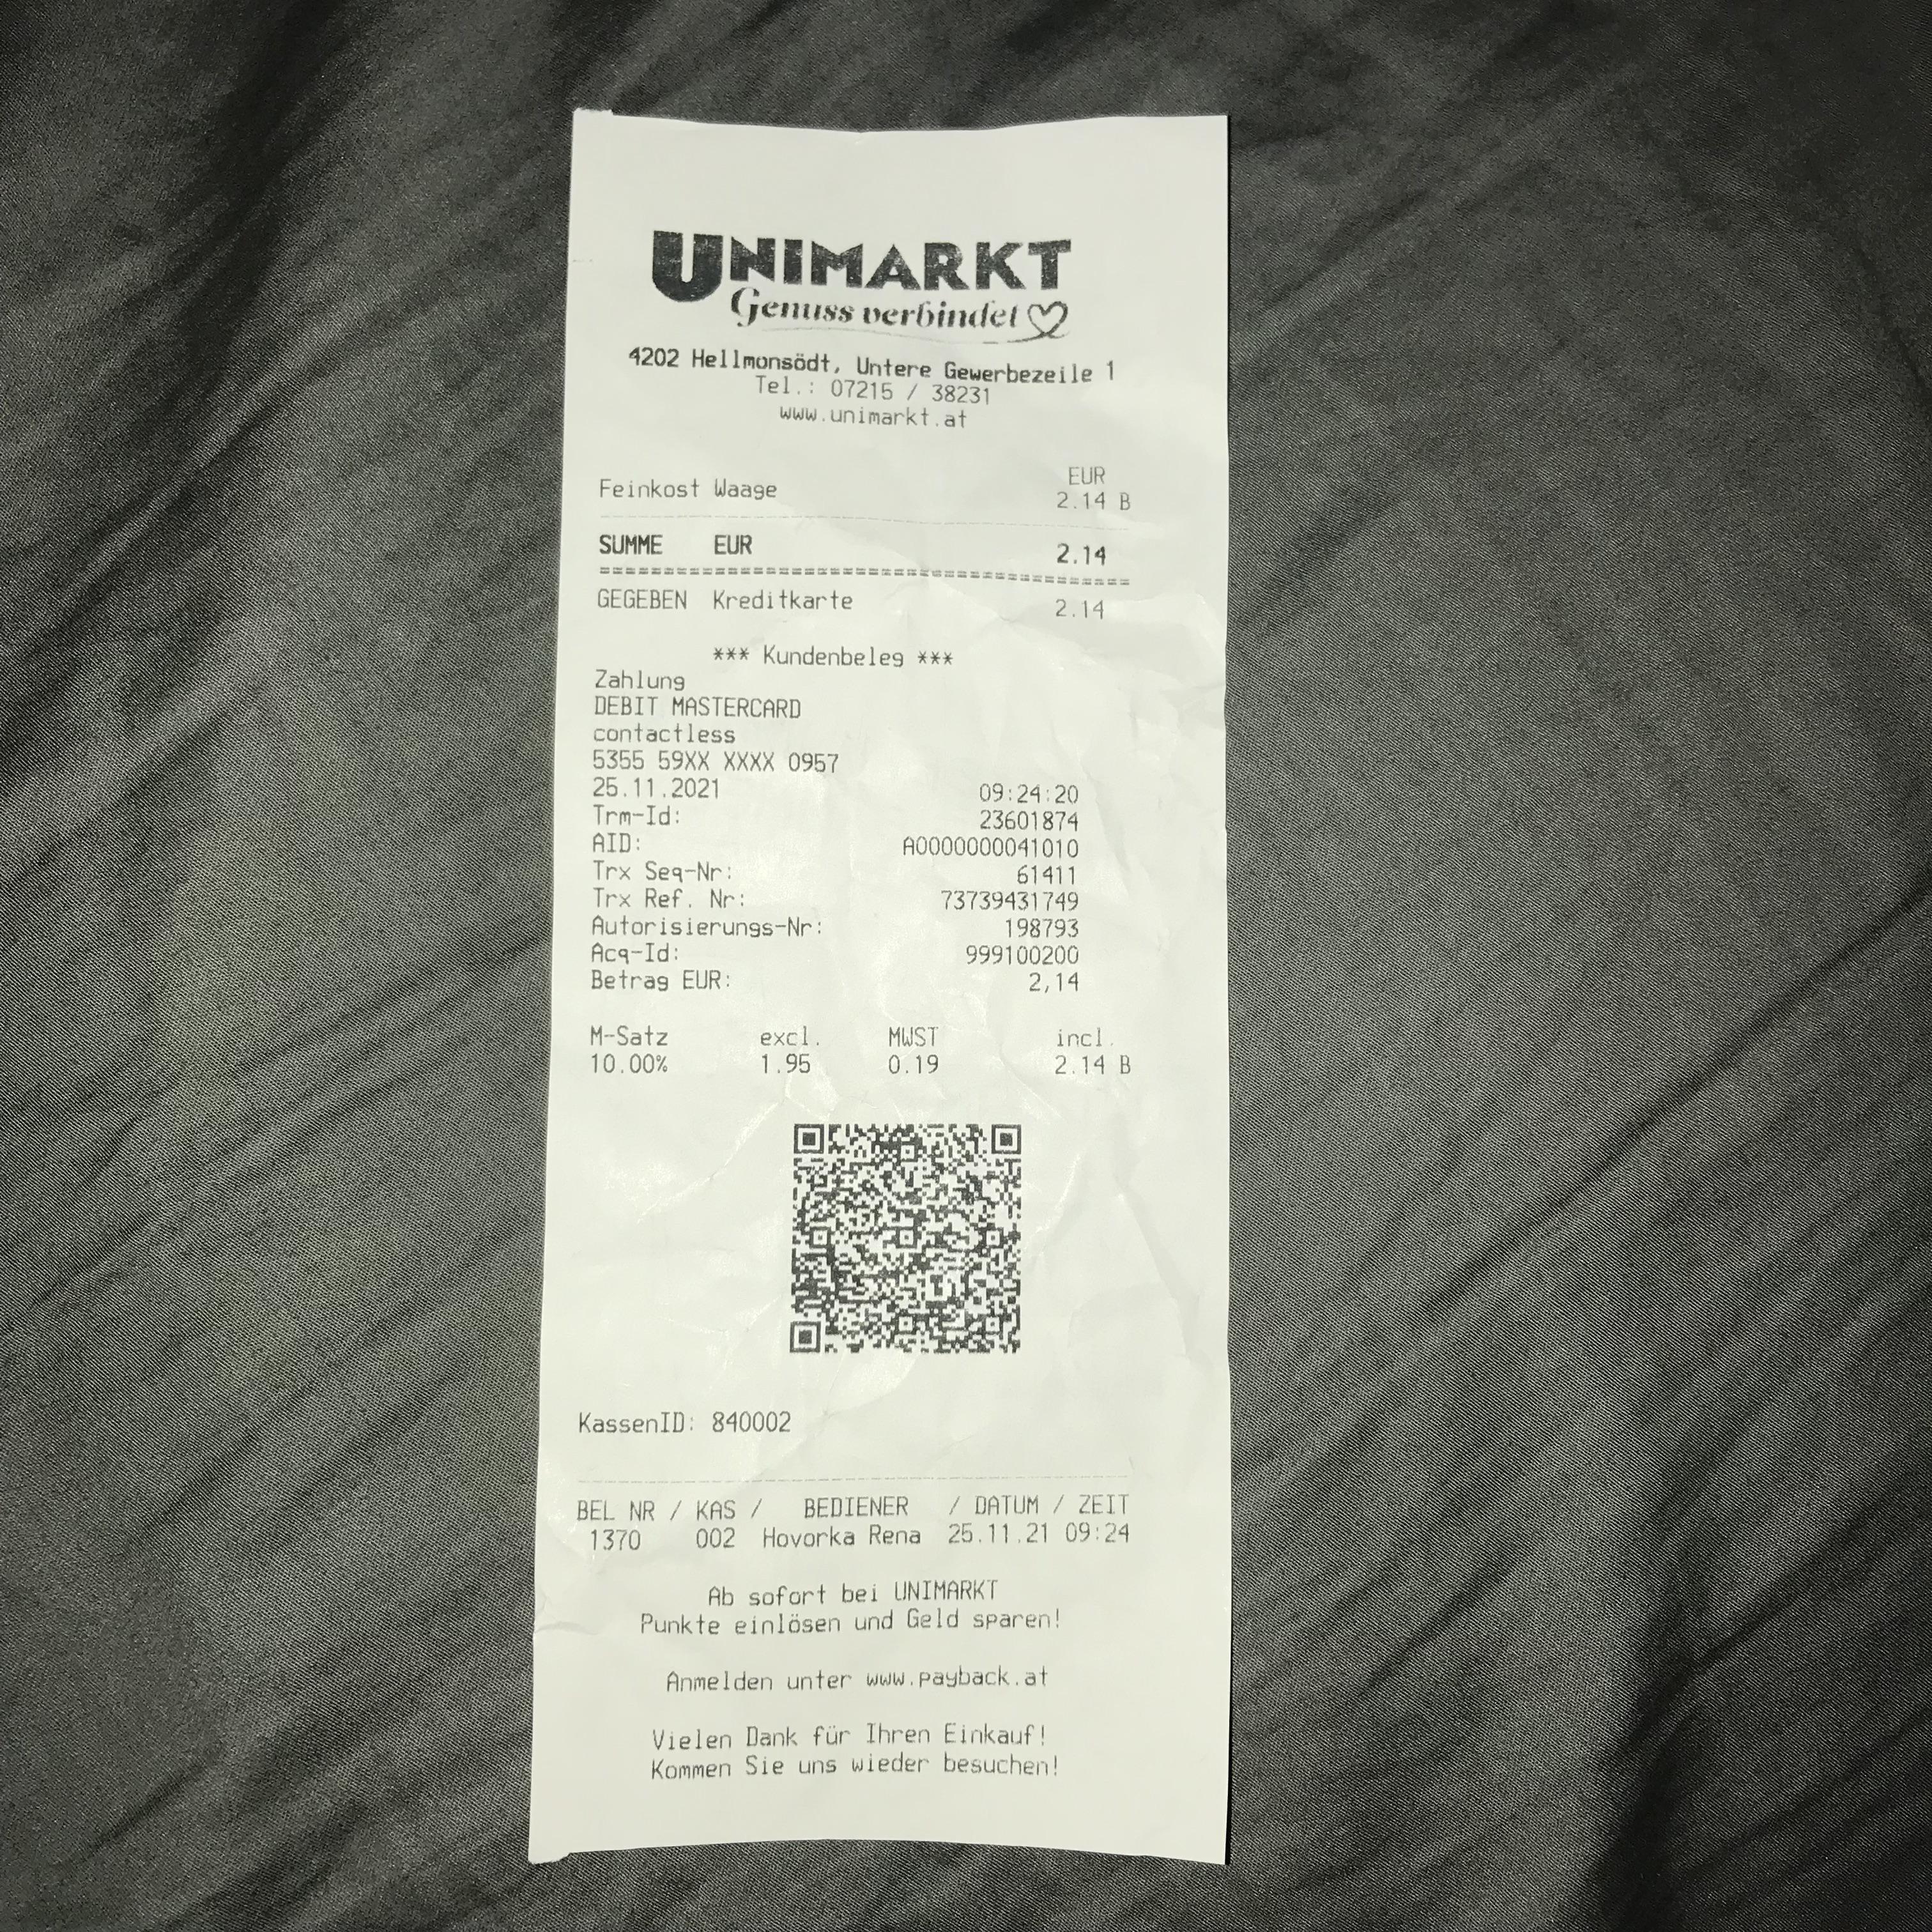 UNIMARKT
Genuss verbindet
4202 Hellmonsödt, Untere Gewerbezeile 1
Tel.: 07215 / 38231
www.unimarkt.at
EUR
Feinkost Waage 2.14 B
SUMME EUR 2.14
GEGEBEN Kreditkarte 2.14
*** Kundenbeleg ***
Zahlung
DEBIT MASTERCARD
contactless
5355 59XX XXXX 0957
25.11.2021 09:24:20
Trm-Id: 23601874
AID: A0000000041010
Trx Seq-Nr: 61411
Trx Ref. Nr: 73739431749
Autorisierungs-Nr: 198793
Acq-Id: 999100200
Betrag EUR: 2,14
M-Satz excl. MWST incl.
10.00% 1.95 0.19 2.14 B
KassenID: 840002
BEL NR / KAS / BEDIENER / DATUM / ZEIT
1370 002 Hovorka Rena 25.11.21 09:24
Ab sofort bei UNIMARKT
Punkte einlösen und Geld sparen!
Anmelden unter www.payback.at
Vielen Dank für Ihren Einkauf!
Kommen Sie uns wieder besuchen!